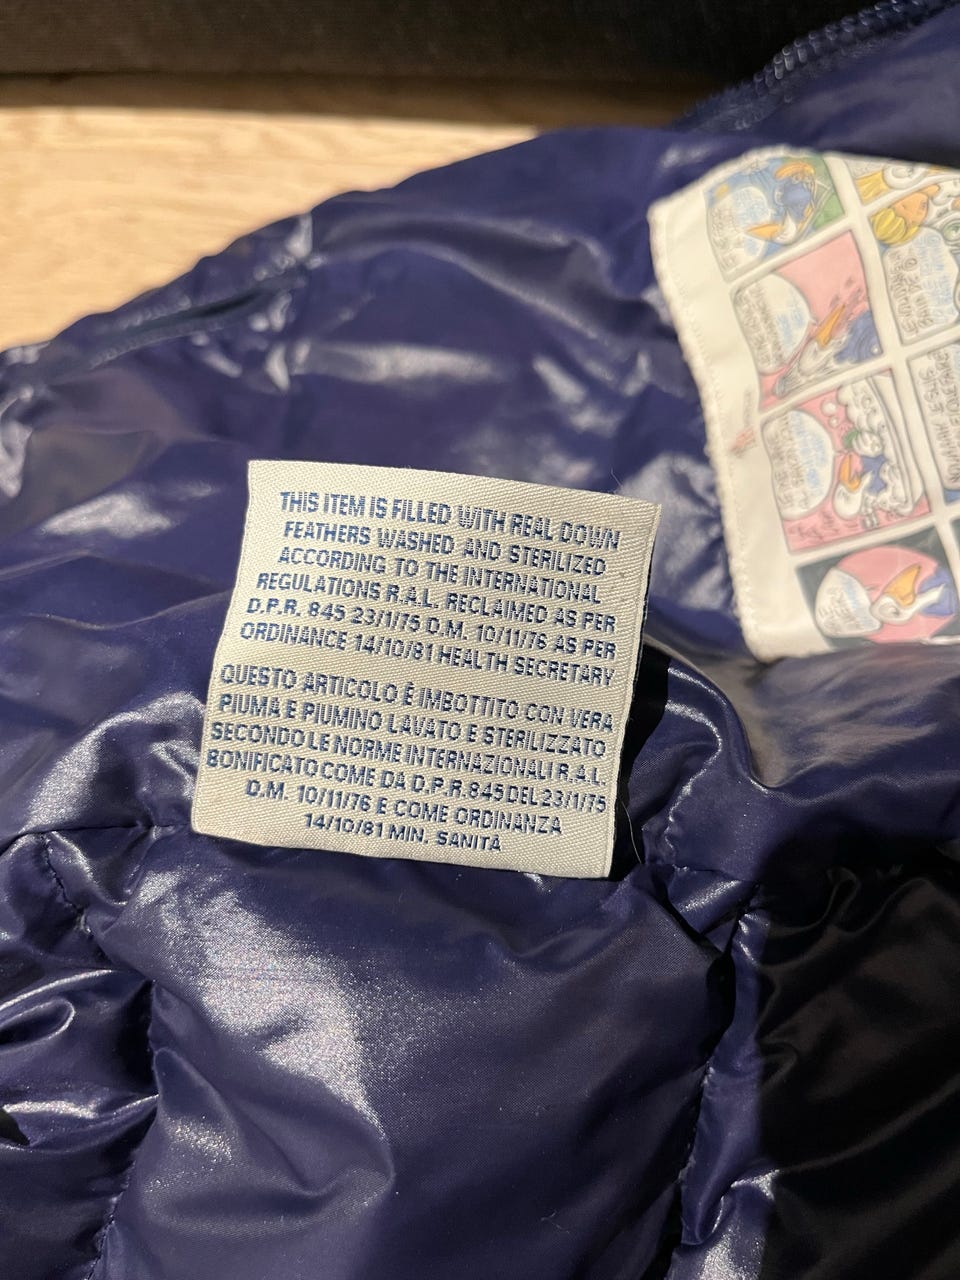 THIS ITEM IS FILLED WITH REAL DOWN
FEATHERS WASHED AND STERILIZED
ACCORDING TO THE INTERNATIONAL
REGULATIONS R.A.L. RECLAIMED AS PER
D.P.R. 845 23/1/75 D.M. 10/11/76 AS PER
ORDINANCE 14/10/81 HEALTH SECRETARY
QUESTO ARTICOLO È IMBOTTITO CON VERA
PIUMA E PIUMINO LAVATO E STERILIZZATO
SECONDO LE NORME INTERNAZIONALI R.A.L.
BONIFICATO COME DA D.P.R. 845 DEL 23/1/75
D.M. 10/11/76 E COME ORDINANZA
14/10/81 MIN. SANITÀ